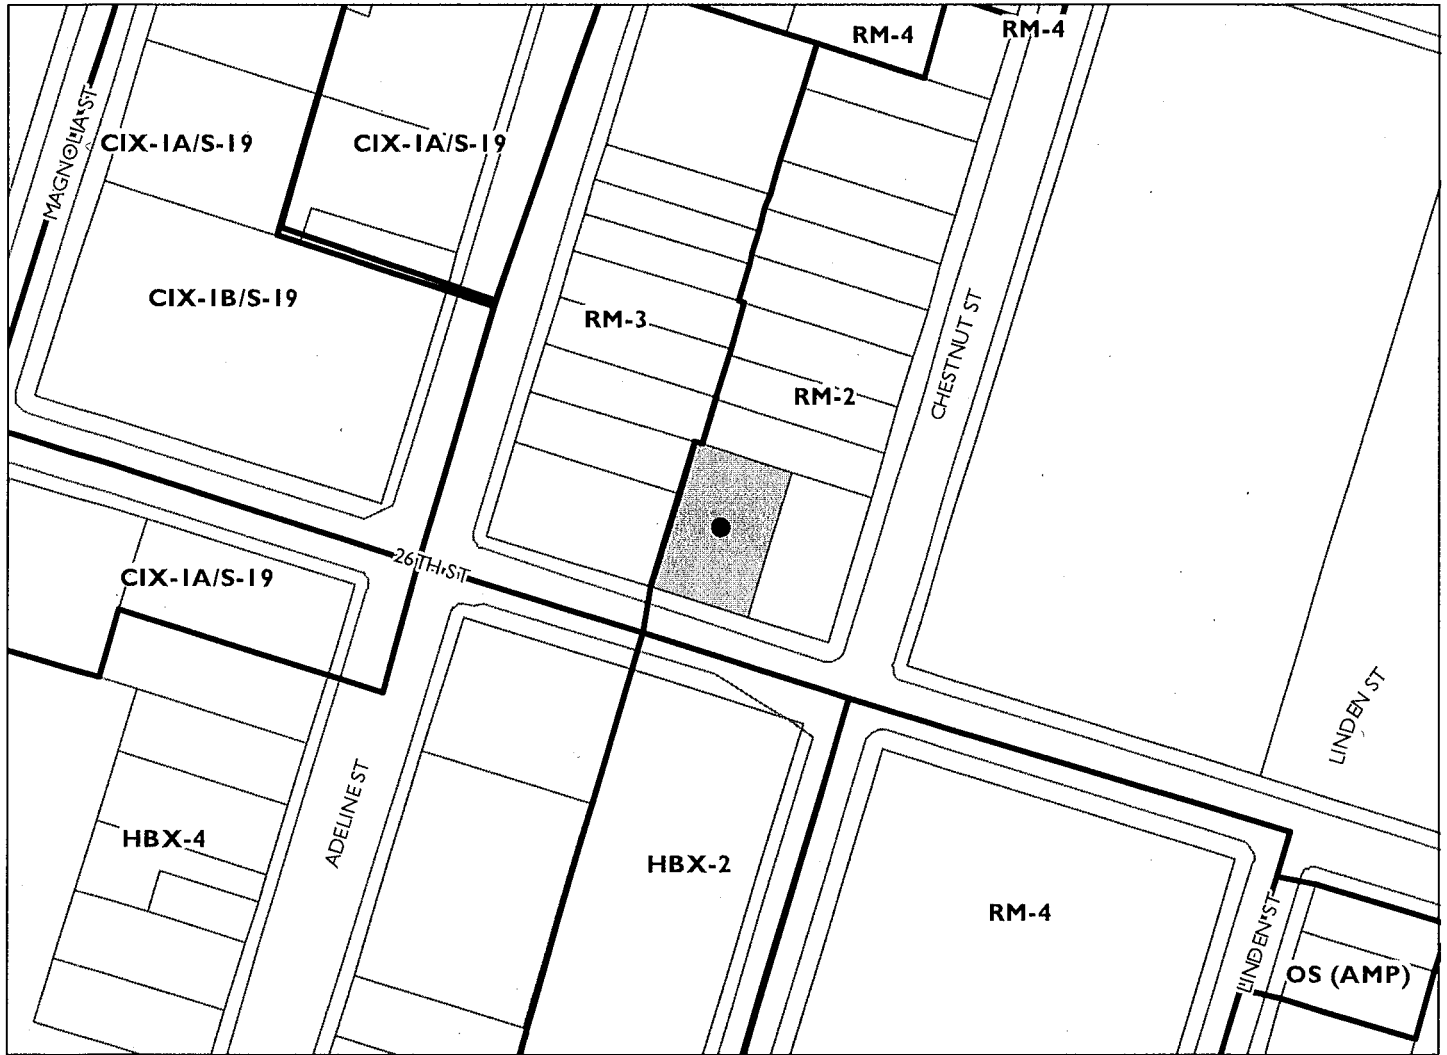 RM-4
RM-4
MAGNOLIA ST
CIX-1A/S-19
CIX-1A/S-19
CIX-1B/S-19
RM-3
CHESTNUT ST
RM-2
26TH ST
CIX-1A/S-19
LINDEN ST
ADELINE ST
HBX-4
HBX-2
RM-4
LINDEN ST
OS (AMP)